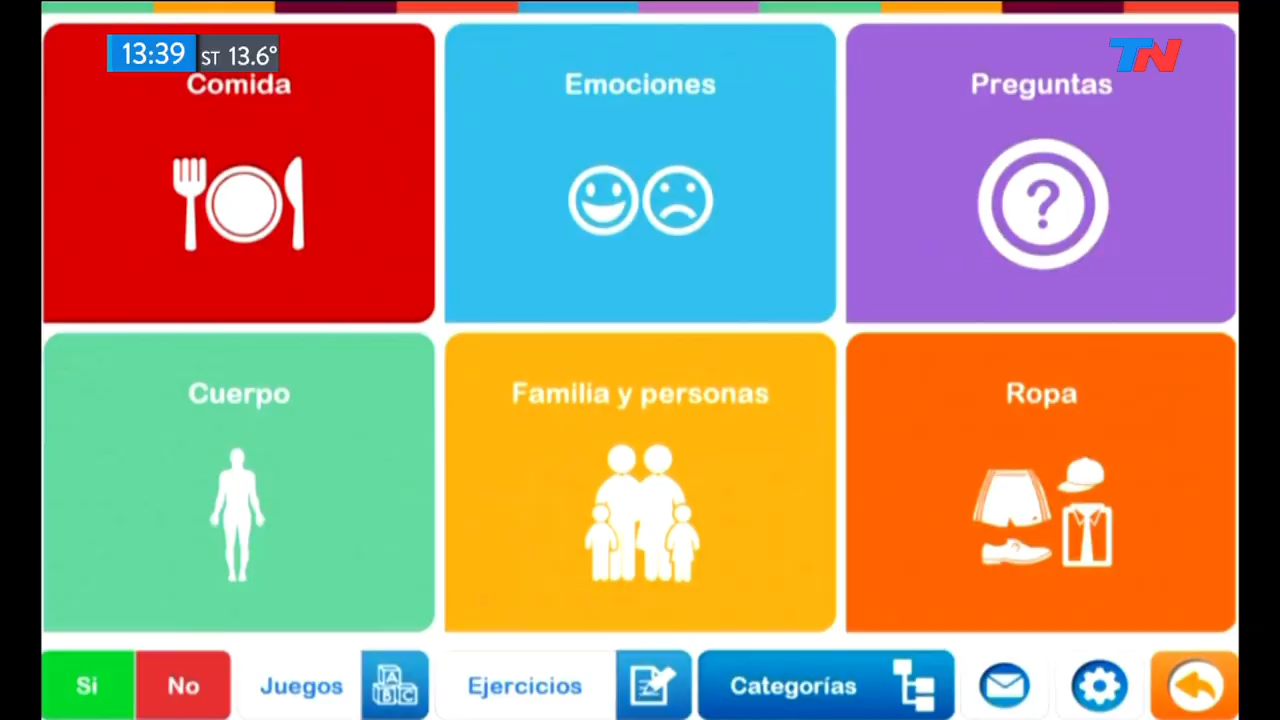 13:39 ST 13.6°
TN
Comida
Emociones
Preguntas
?
Cuerpo
Familia y personas
Ropa
Si
No
Juegos
A
B C
Ejercicios
Categorías